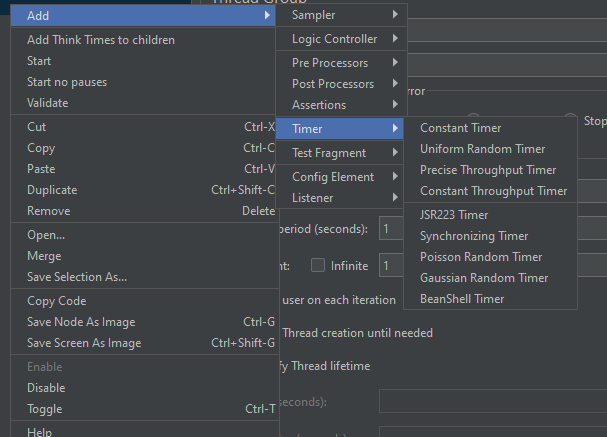 Thread Group
Add
Add Think Times to children
Start
Start no pauses
Validate
Cut Ctrl-X
Copy Ctrl-C
Paste Ctrl-V
Duplicate Ctrl+Shift-C
Remove Delete
Open...
Merge
Save Selection As...
Copy Code
Save Node As Image Ctrl-G
Save Screen As Image Ctrl+Shift-G
Enable
Disable
Toggle Ctrl-T
Help
Sampler
Logic Controller
Pre Processors
Post Processors
Assertions
Timer
Test Fragment
Config Element
Listener
Constant Timer
Uniform Random Timer
Precise Throughput Timer
Constant Throughput Timer
JSR223 Timer
Synchronizing Timer
Poisson Random Timer
Gaussian Random Timer
BeanShell Timer
Stop
period (seconds): 1
Infinite 1
user on each iteration
Thread creation until needed
fy Thread lifetime
seconds):